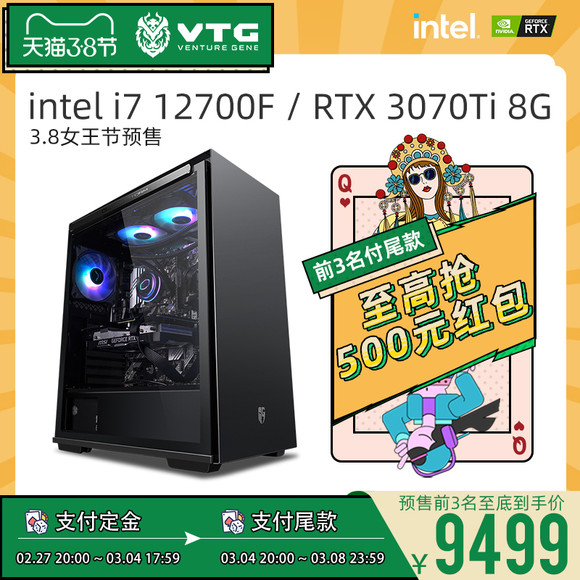 天猫3·8节
VTG
VENTURE GENE
intel.
NVIDIA
GEFORCE
RTX
intel i7 12700F / RTX 3070Ti 8G
3.8女王节预售
Q
前3名付尾款
至高抢
500元红包
GEFORCE RTX
Q
支付定金
支付尾款
02.27 20:00 ~ 03.04 17:59
03.04 20:00 ~ 03.08 23:59
预售前3名至底到手价
¥9499